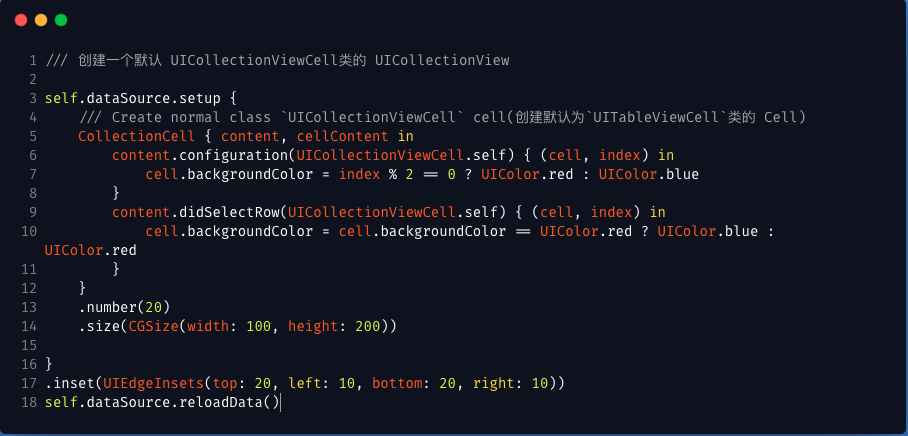 1 /// 创建一个默认 UICollectionViewCell类的 UICollectionView
2
3 self.dataSource.setup {
4     /// Create normal class `UICollectionViewCell` cell(创建默认为`UITableViewCell`类的 Cell)
5     CollectionCell { content, cellContent in
6         content.configuration(UICollectionViewCell.self) { (cell, index) in
7             cell.backgroundColor = index % 2 == 0 ? UIColor.red : UIColor.blue
8         }
9         content.didSelectRow(UICollectionViewCell.self) { (cell, index) in
10             cell.backgroundColor = cell.backgroundColor == UIColor.red ? UIColor.blue :
UIColor.red
11         }
12     }
13     .number(20)
14     .size(CGSize(width: 100, height: 200))
15
16 }
17 .inset(UIEdgeInsets(top: 20, left: 10, bottom: 20, right: 10))
18 self.dataSource.reloadData()